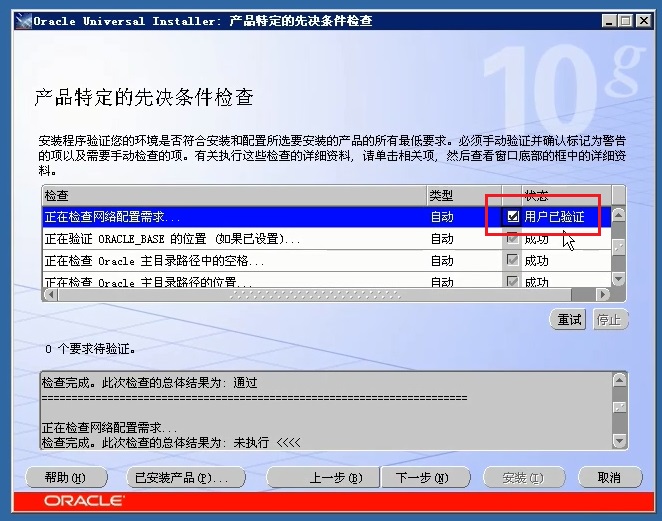 Oracle Universal Installer: 产品特定的先决条件检查
10g
产品特定的先决条件检查
安装程序验证您的环境是否符合安装和配置所选要安装的产品的所有最低要求。必须手动验证并确认标记为警告
的项以及需要手动检查的项。有关执行这些检查的详细资料，请单击相关项，然后查看窗口底部的框中的详细资
料。
检查 类型 状态
正在检查网络配置需求... 自动 用户已验证
正在验证 ORACLE_BASE 的位置 (如果已设置)... 自动 成功
正在检查 Oracle 主目录路径中的空格... 自动 成功
正在检查 Oracle 主目录路径的位置... 自动 成功
重试 停止
0 个要求待验证。
检查完成。此次检查的总体结果为: 通过
========================================================================
正在检查网络配置需求...
检查完成。此次检查的总体结果为: 未执行 <<<<
帮助(H) 已安装产品(P)... 上一步(B) 下一步(N) 安装(I) 取消
ORACLE